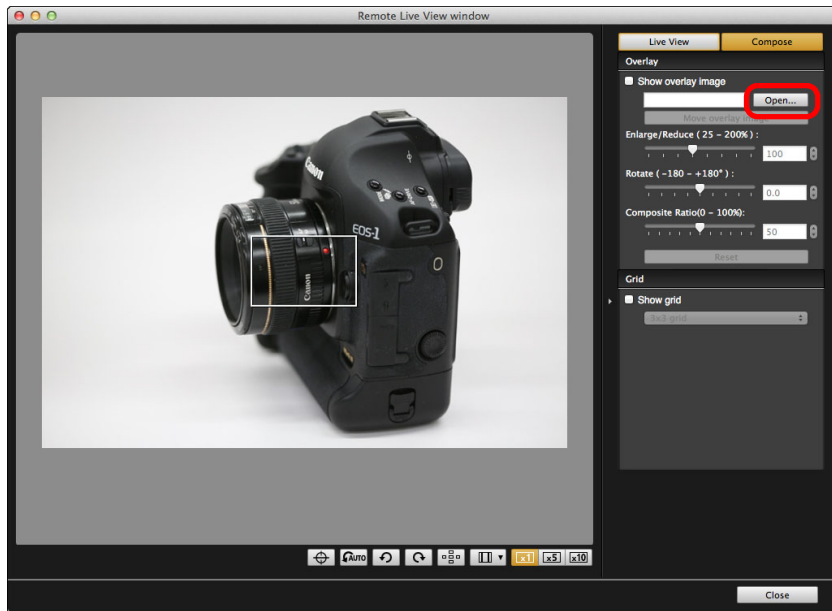 Remote Live View window
Live View
Compose
Overlay
Show overlay image
Open...
Move overlay image
Enlarge/Reduce ( 25 – 200% ) :
100
Rotate ( -180 – +180° ) :
0.0
Composite Ratio(0 – 100%):
50
Reset
Grid
Show grid
3x3 grid
Canon
EOS-1
Canon
AUTO
x1
x5
x10
Close